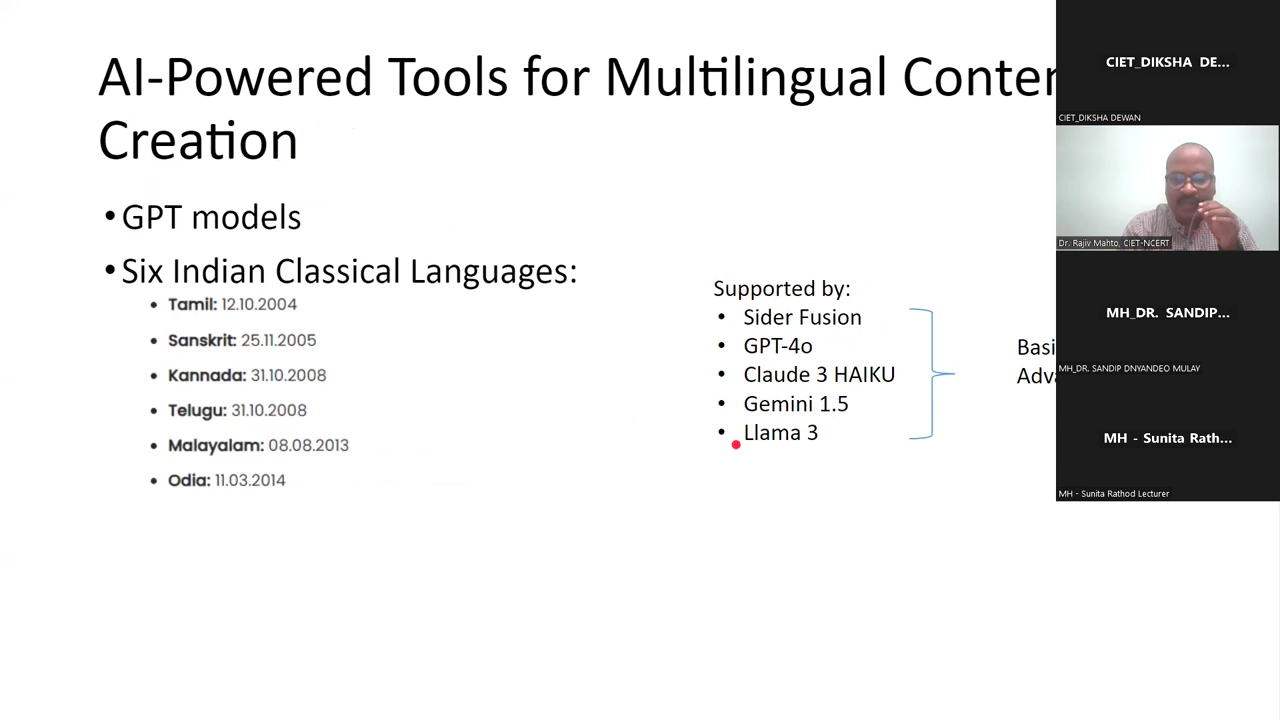 AI-Powered Tools for Multilingual Conten
Creation
•GPT models
•Six Indian Classical Languages:
• Tamil: 12.10.2004
• Sanskrit: 25.11.2005
• Kannada: 31.10.2008
• Telugu: 31.10.2008
• Malayalam: 08.08.2013
• Odia: 11.03.2014
Supported by:
• Sider Fusion
• GPT-4o
• Claude 3 HAIKU
• Gemini 1.5
• Llama 3
Basi
Adva
CIET_DIKSHA DE...
CIET_DIKSHA DEWAN
Dr. Rajiv Mahto, CIET-NCERT
MH_DR. SANDIP...
MH_DR. SANDIP DNYANDEO MULAY
MH - Sunita Rath...
MH - Sunita Rathod Lecturer